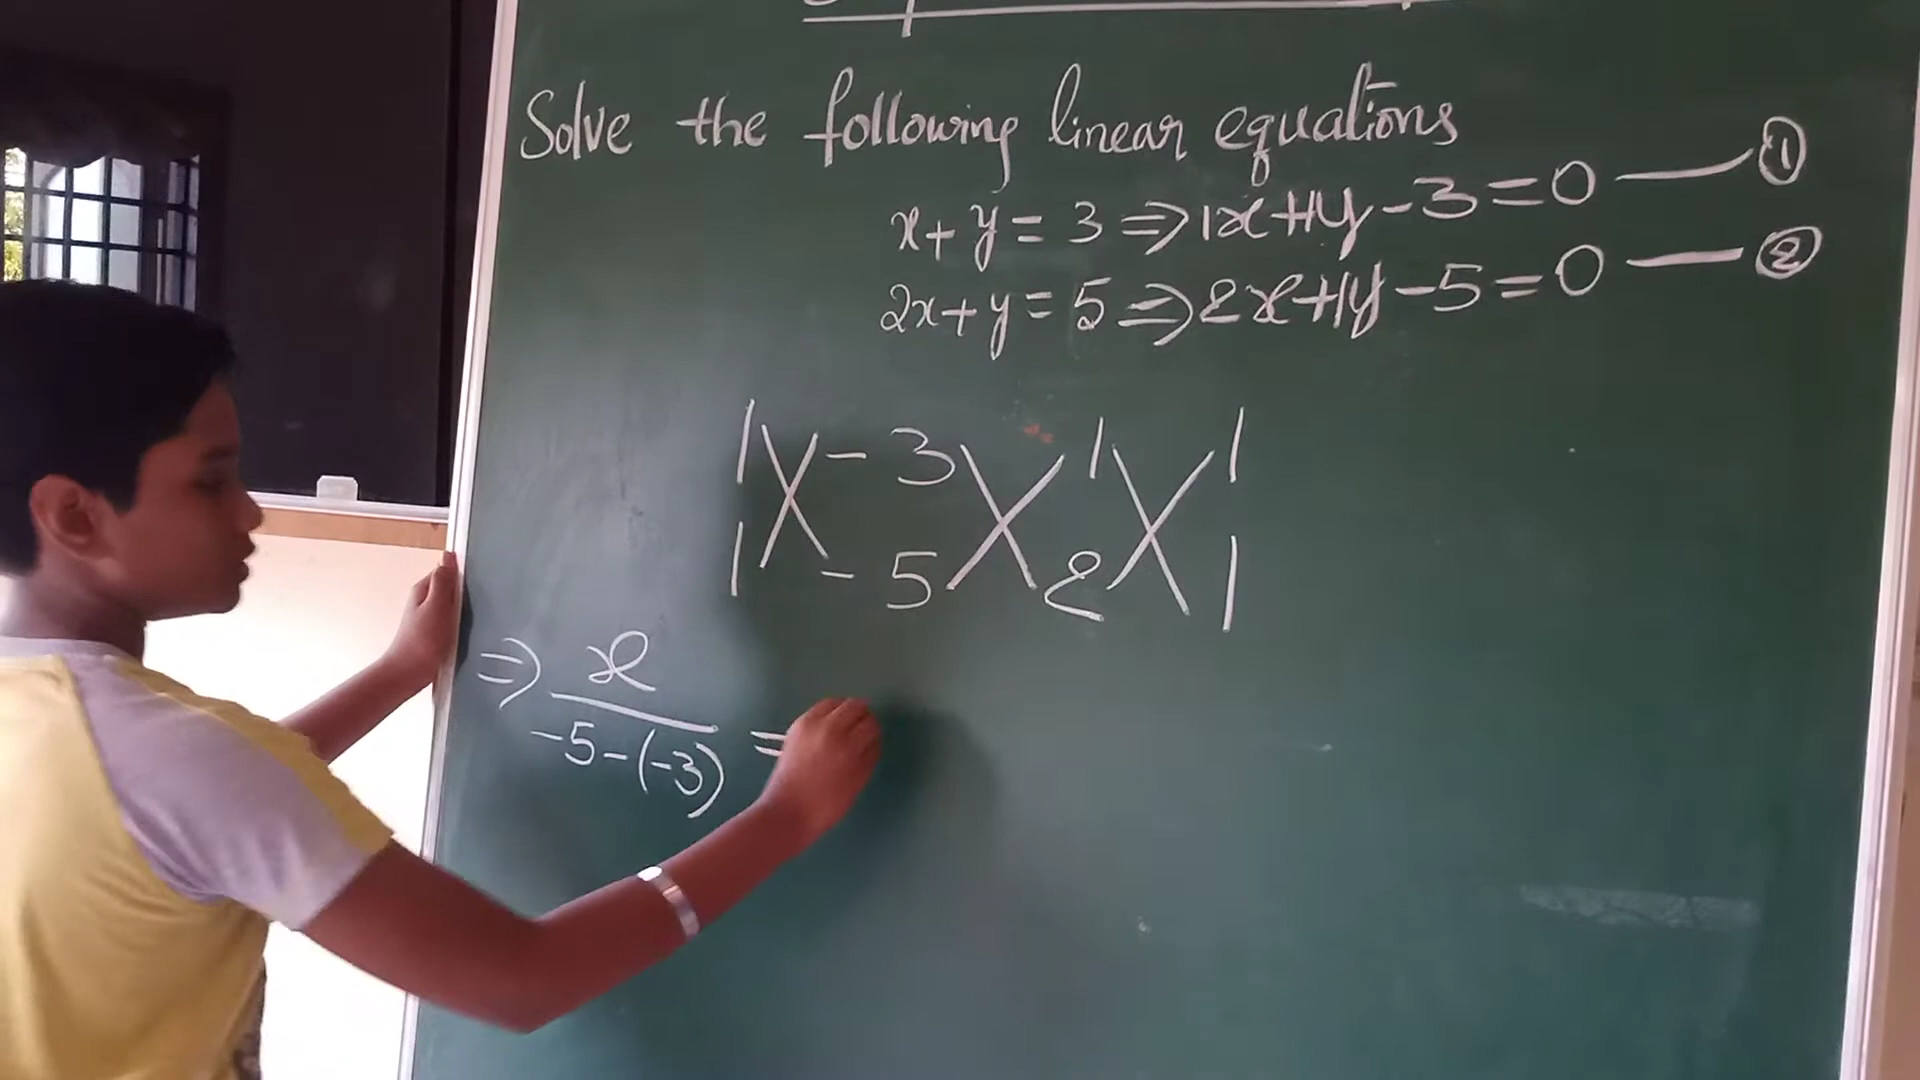 Solve the following linear equations
x + y = 3 ⇒ 1x + 1y - 3 = 0 — ①
2x + y = 5 ⇒ 2x + 1y - 5 = 0 — ②
1 - 3 1 1
1 - 5 2 1
⇒ x
-5-(-3) =